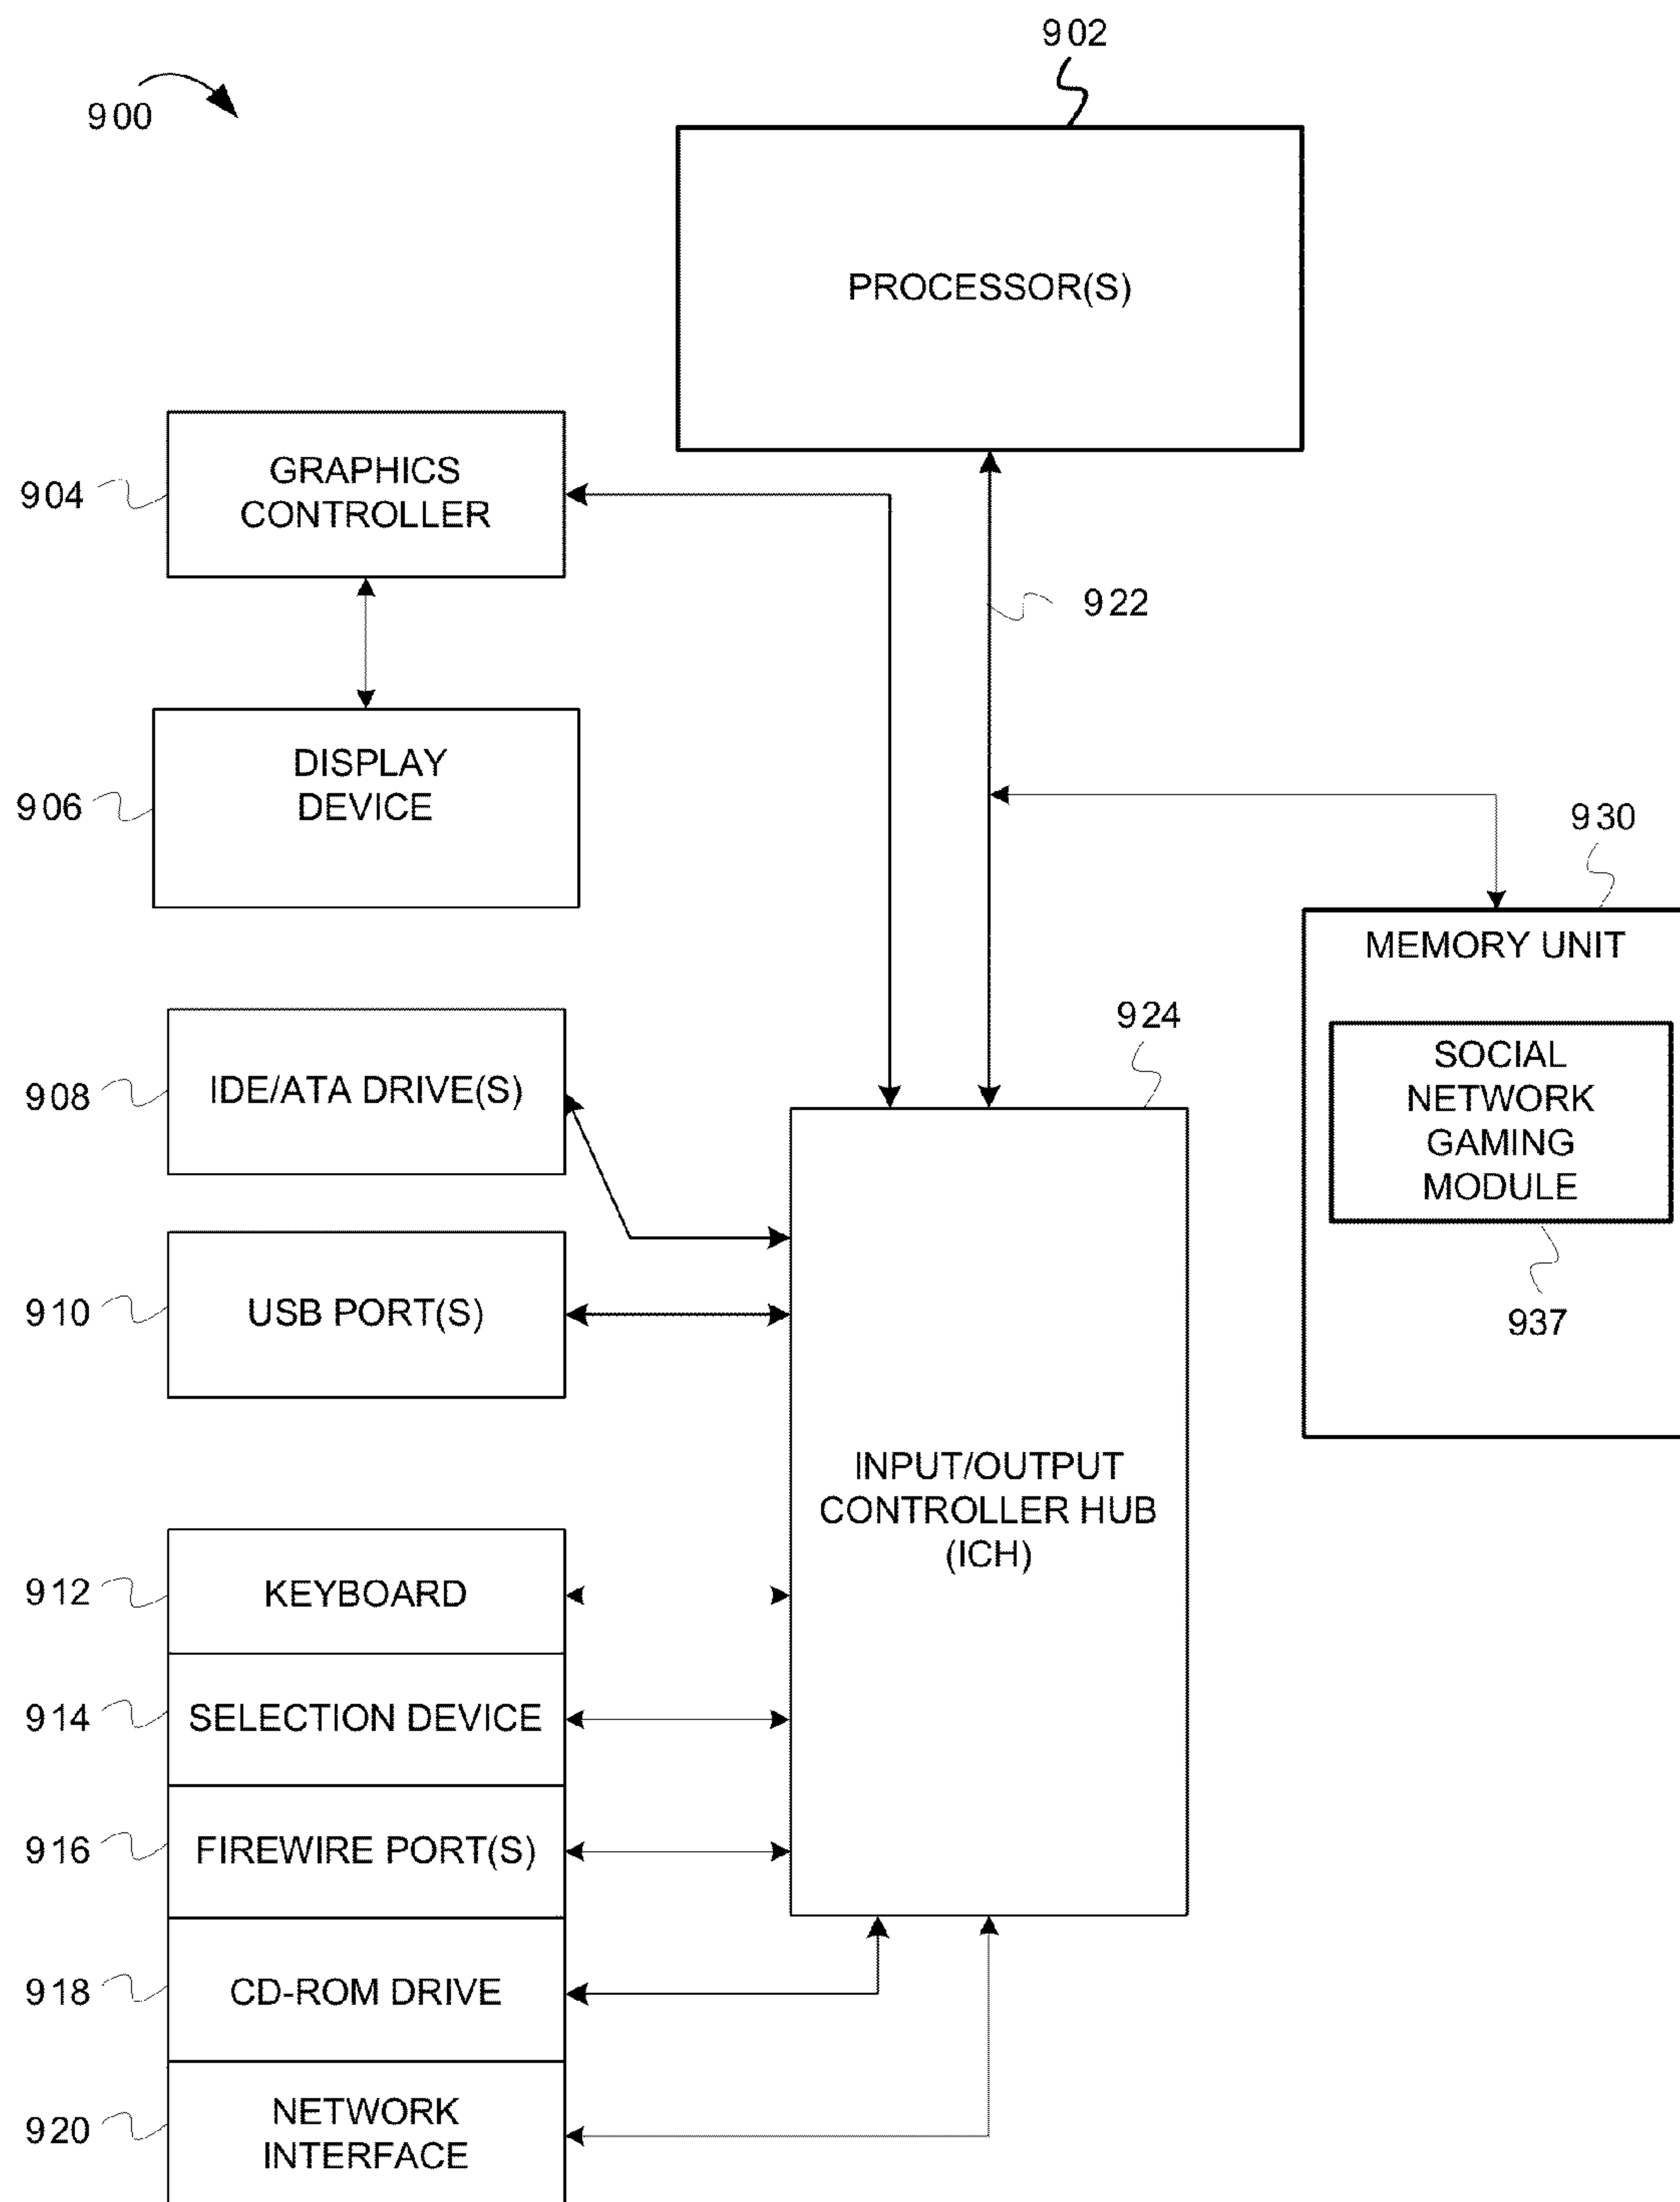 902
900
PROCESSOR(S)
GRAPHICS
CONTROLLER
904
922
DISPLAY
DEVICE
906
930
MEMORY UNIT
924
SOCIAL
NETWORK
GAMING
MODULE
937
IDE/ATA DRIVE(S)
908
USB PORT(S)
910
INPUT/OUTPUT
CONTROLLER HUB
(ICH)
912
KEYBOARD
914
SELECTION DEVICE
916
FIREWIRE PORT(S)
918
CD-ROM DRIVE
920
NETWORK
INTERFACE